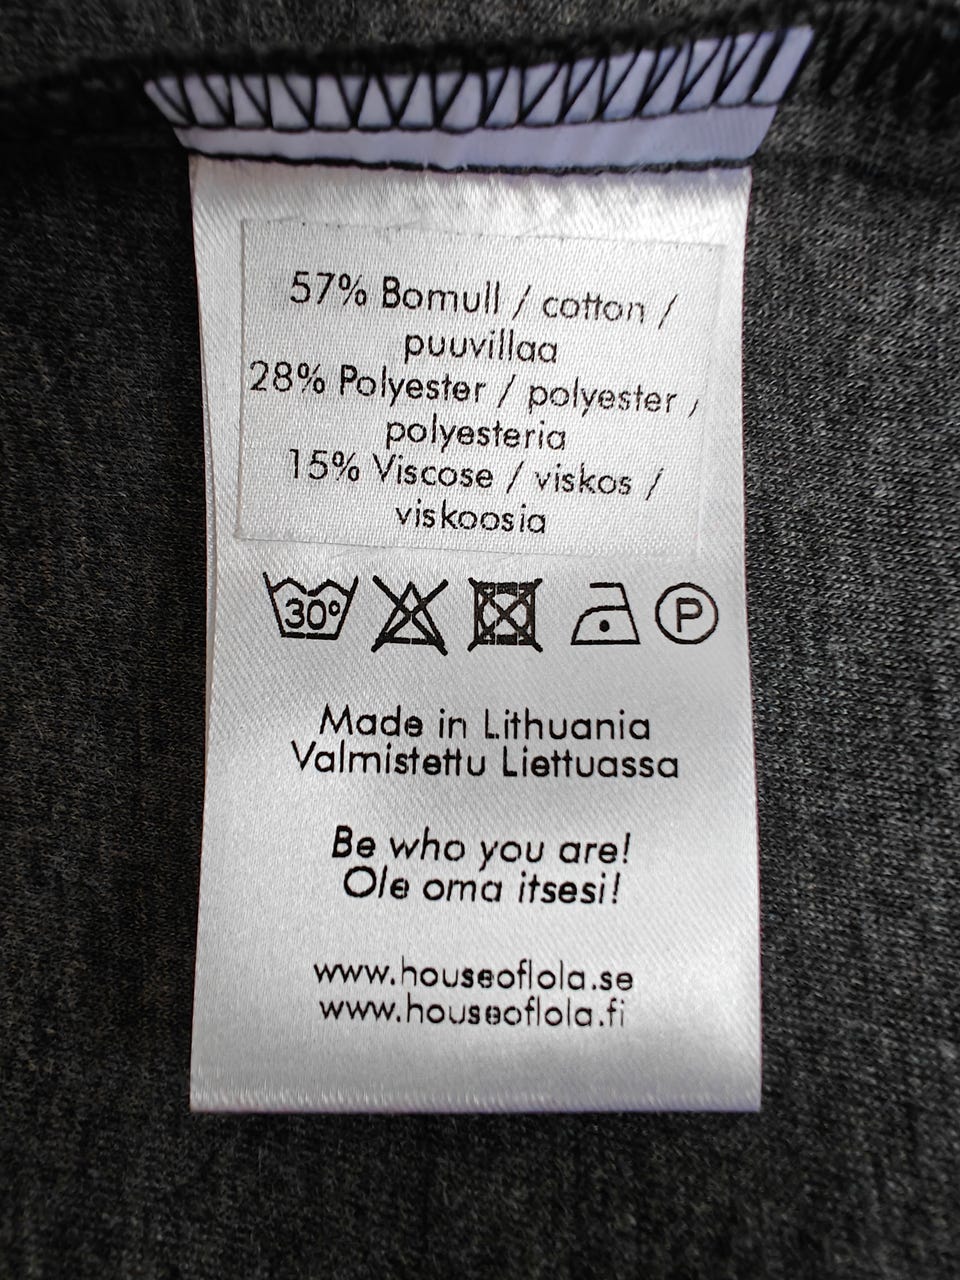 57% Bomull / cotton /
puuvillaa
28% Polyester / polyester /
polyesteria
15% Viscose / viskos /
viskoosia
30°
P
Made in Lithuania
Valmistettu Liettuassa
Be who you are!
Ole oma itsesi!
www.houseoflola.se
www.houseoflola.fi